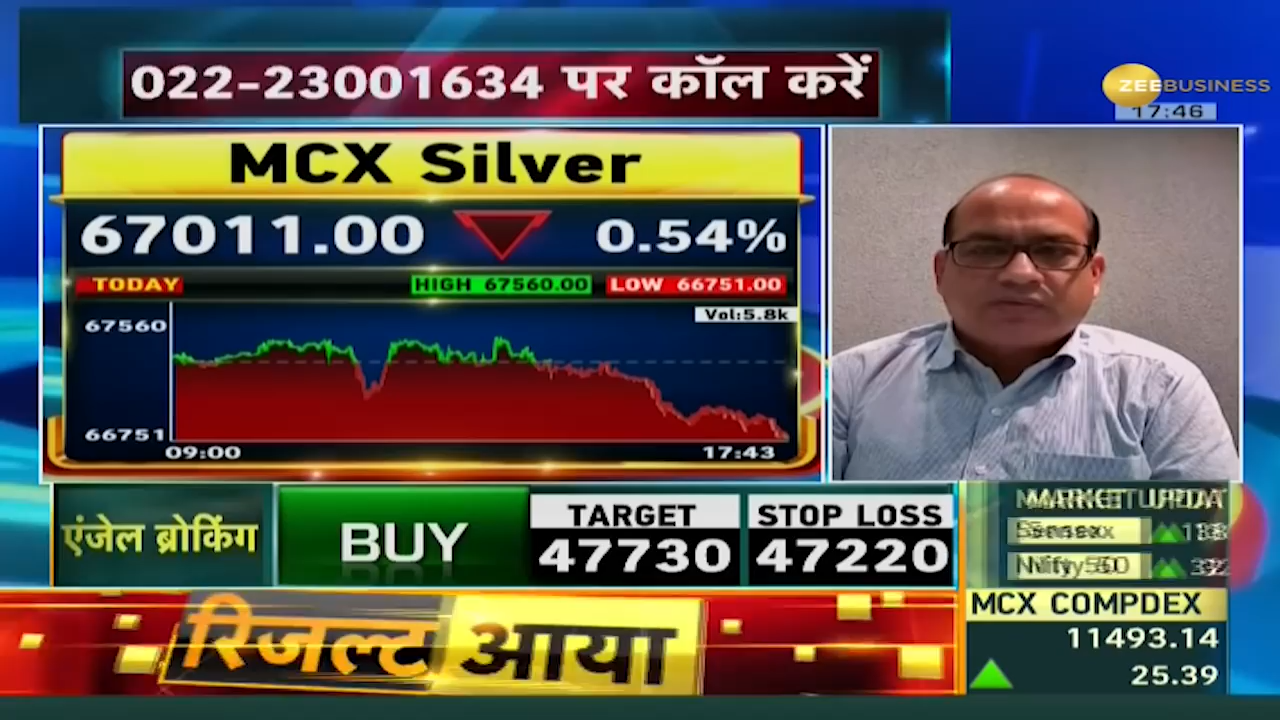 022-23001634 पर कॉल करें
ZEEBUSINESS
17:46
MCX Silver
67011.00 0.54%
TODAY HIGH 67560.00 LOW 66751.00
Vol:5.8k
67560
66751
09:00 17:43
एंजेल ब्रोकिंग
BUY
TARGET
47730
STOP LOSS
47220
MARKET
MCX COMPDEX
11493.14
25.39
रिजल्ट आया